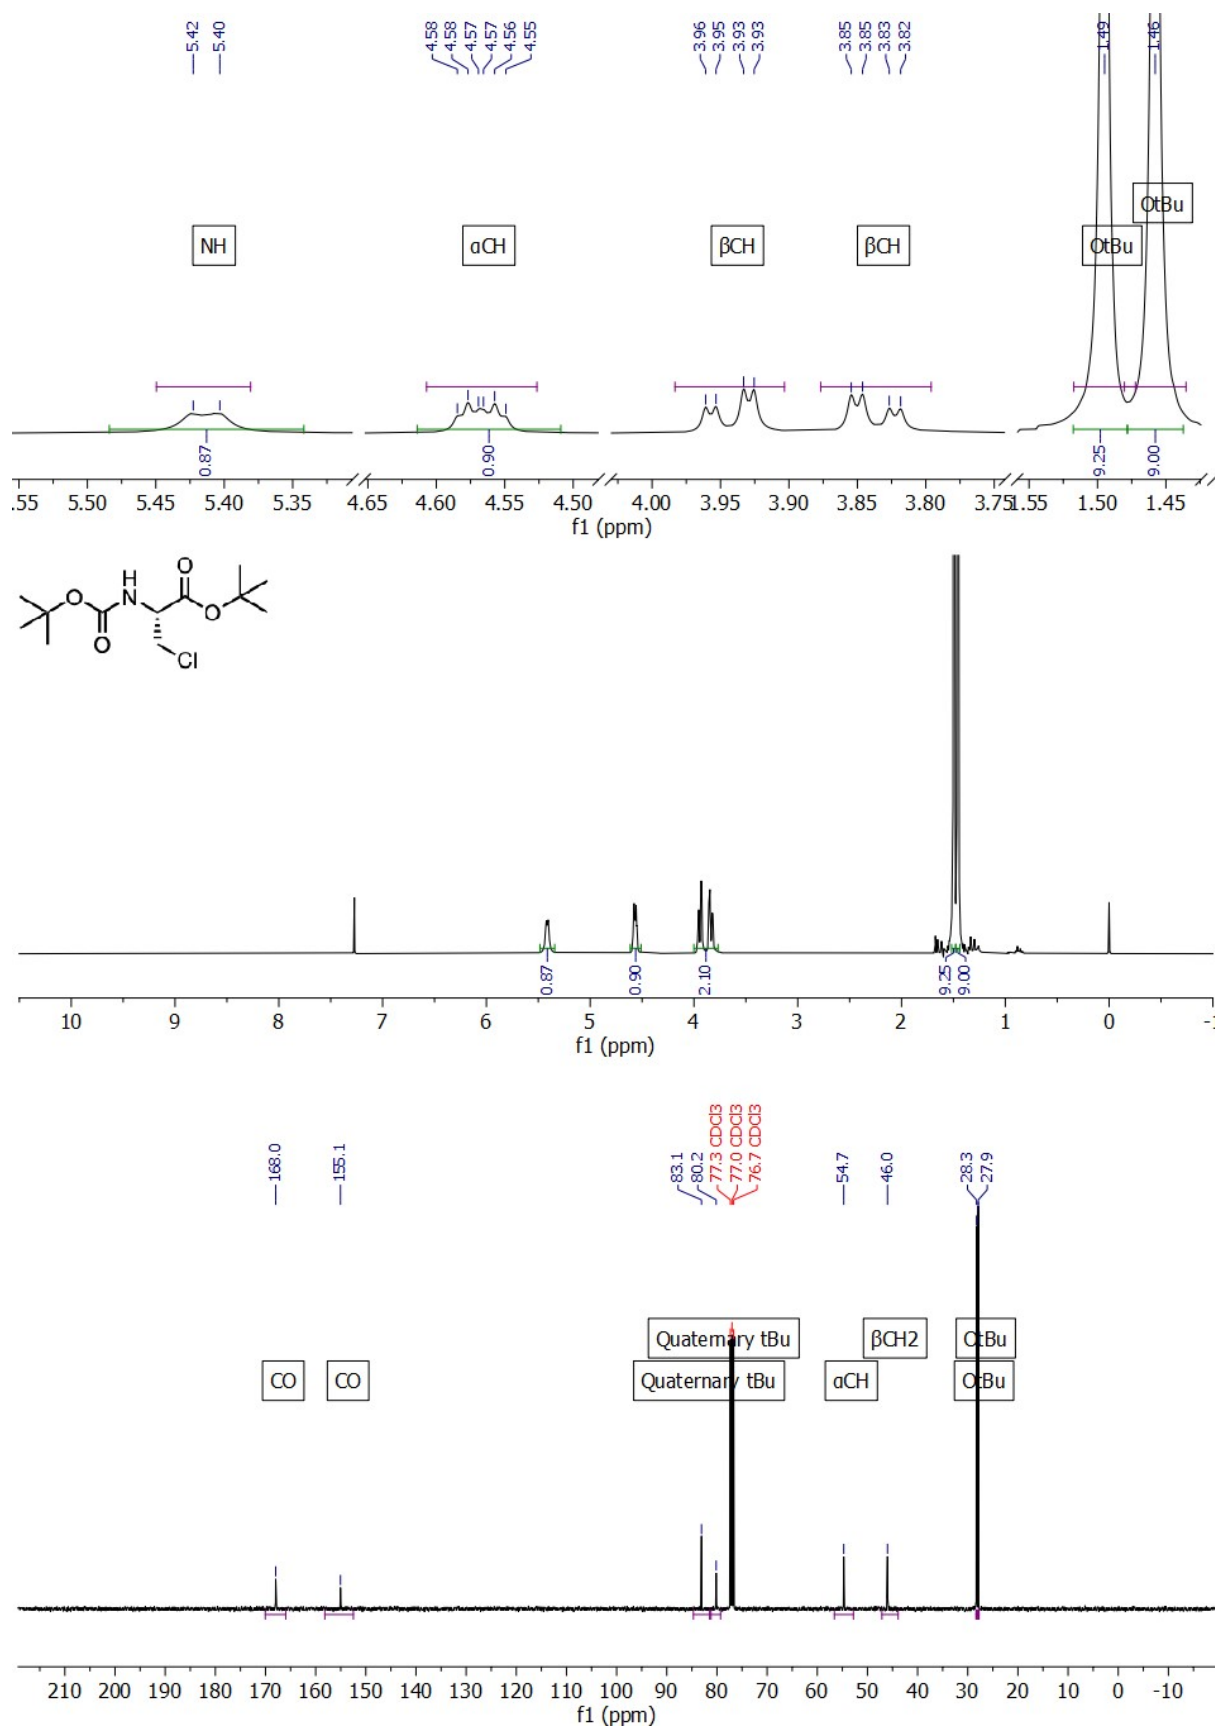 5.42 5.40 4.58 4.58 4.57 4.57 4.56 4.55 3.96 3.95 3.93 3.93 3.85 3.85 3.83 3.82 1.49 1.46
OtBu
NH αCH βCH βCH OtBu
0.87 0.90 9.25 9.00
.55 5.50 5.45 5.40 5.35 4.65 4.60 4.55 4.50 4.00 3.95 3.90 3.85 3.80 3.75 1.55 1.50 1.45
f1 (ppm)
H
N
O
O
O
O
Cl
0.87 0.90 2.10 9.25 9.00
10 9 8 7 6 5 4 3 2 1 0 -1
f1 (ppm)
168.0 155.1 83.1 80.2 77.3 CDCl3 77.0 CDCl3 76.7 CDCl3 54.7 46.0 28.3 27.9
Quaternary tBu βCH2 OtBu
CO CO Quaternary tBu αCH OtBu
210 200 190 180 170 160 150 140 130 120 110 100 90 80 70 60 50 40 30 20 10 0 -10
f1 (ppm)